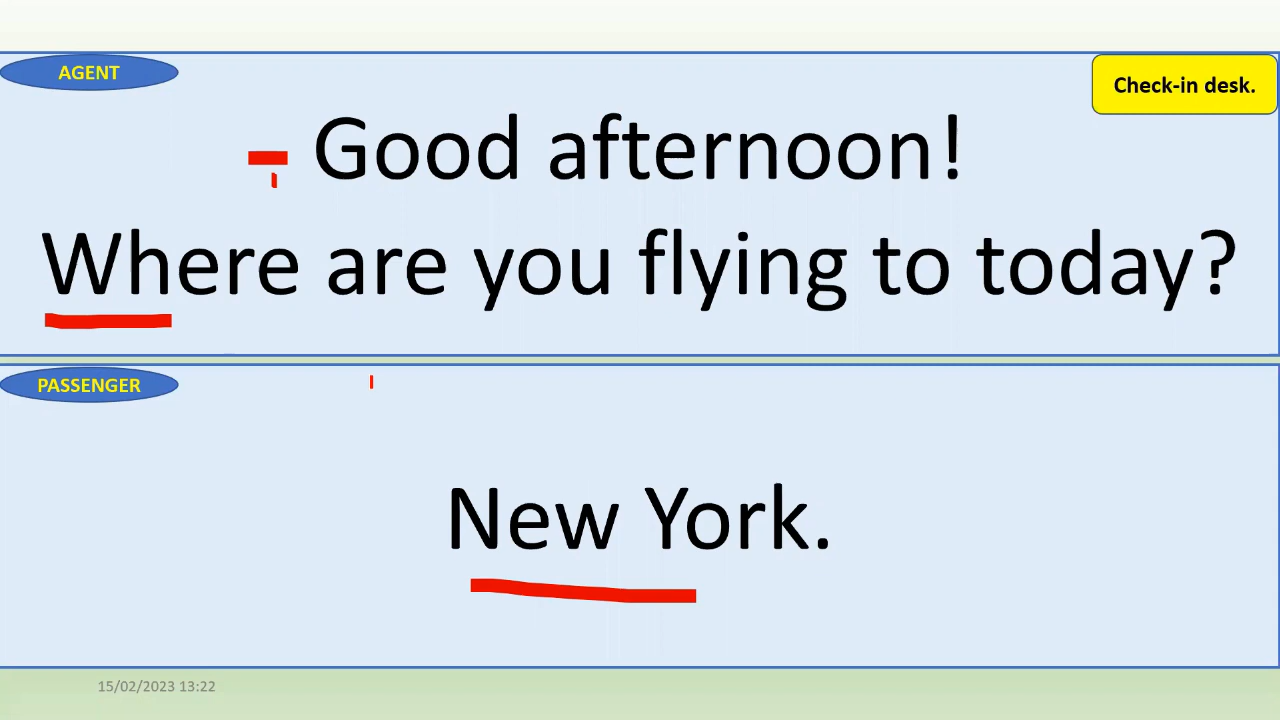 AGENT
Check-in desk.
- Good afternoon!
Where are you flying to today?
PASSENGER
New York.
15/02/2023 13:22